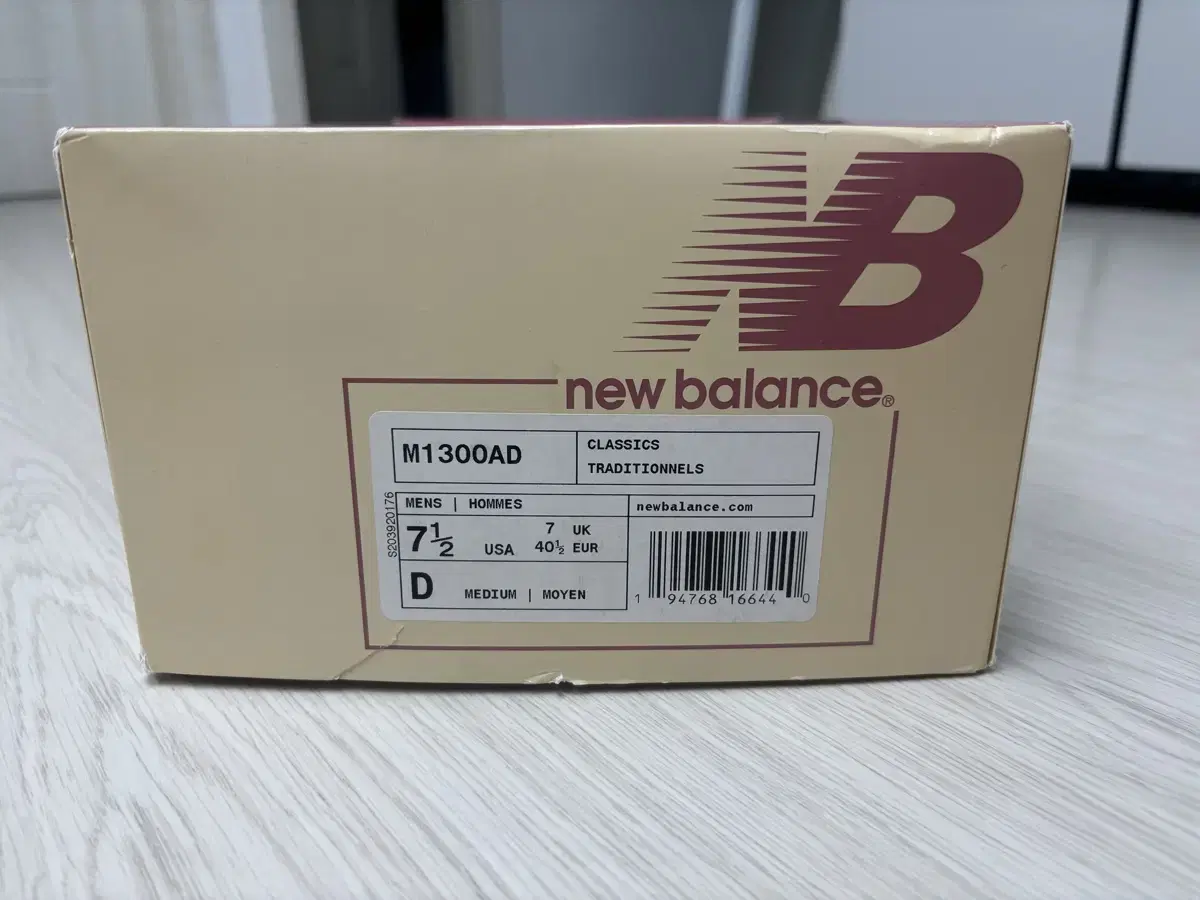 NB
new balance®
M1300AD
CLASSICS
TRADITIONNELS
S203920176
MENS | HOMMES
newbalance.com
7½ USA
7 UK
40½ EUR
D MEDIUM | MOYEN
1 94768 16644 0